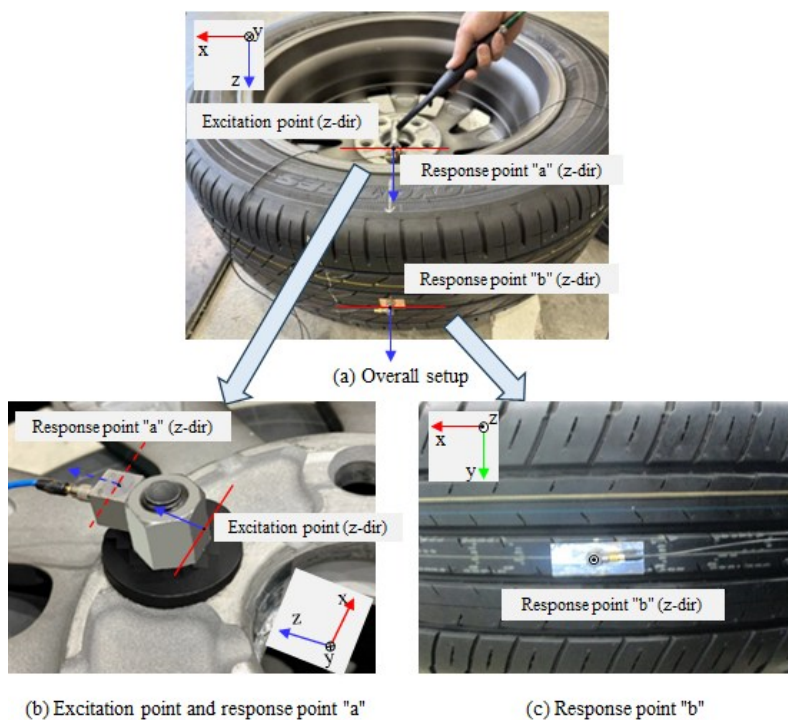 x
y
z
Excitation point (z-dir)
Response point "a" (z-dir)
Response point "b" (z-dir)
(a) Overall setup
Response point "a" (z-dir)
Excitation point (z-dir)
x
z
y
z
x
y
Response point "b" (z-dir)
(b) Excitation point and response point "a"
(c) Response point "b"